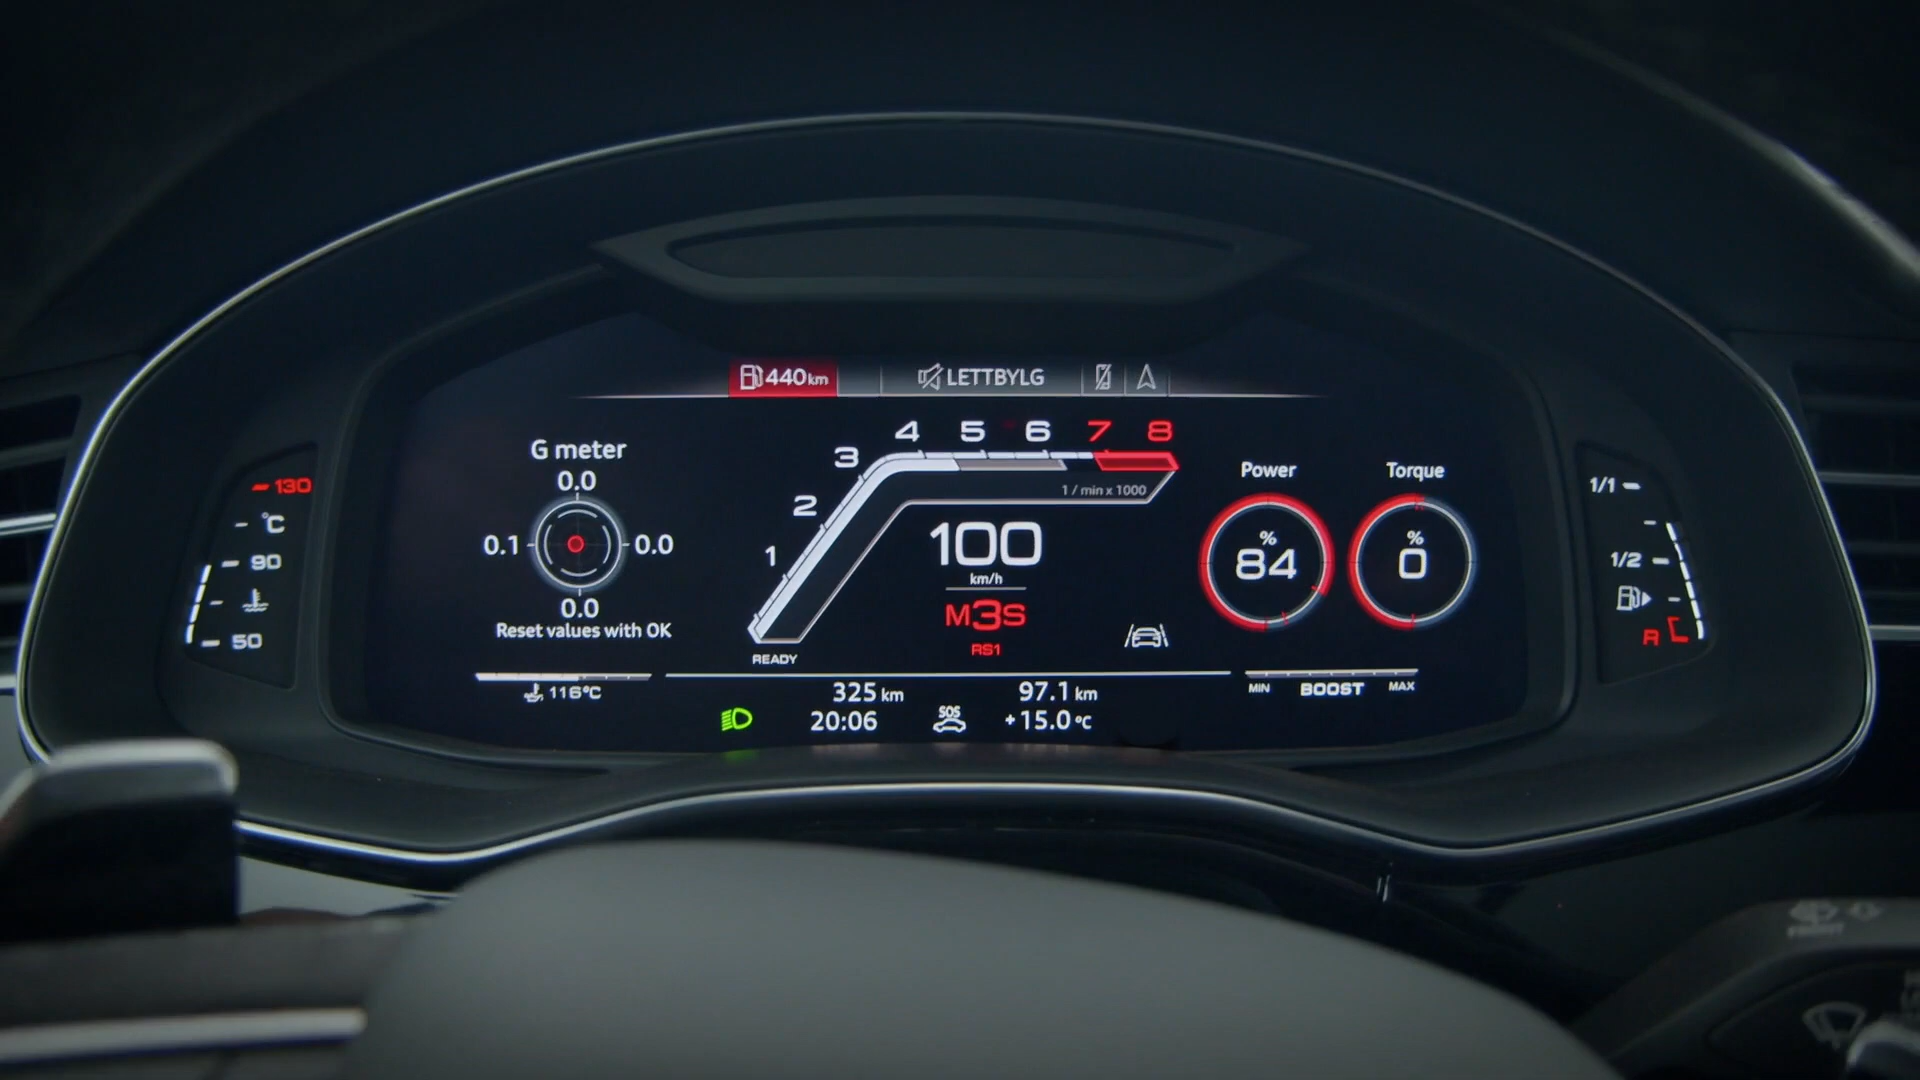 440 km
LETTBYLG
G meter
0.0
0.1
0.0
0.0
Reset values with OK
130
°C
90
50
116°C
1
2
3
4
5
6
7
8
1 / min x 1000
100
km/h
M3S
RS1
READY
Power
%
84
Torque
%
0
1/1
1/2
R
MIN
BOOST
MAX
325 km
97.1 km
20:06
SOS
+15.0 °C